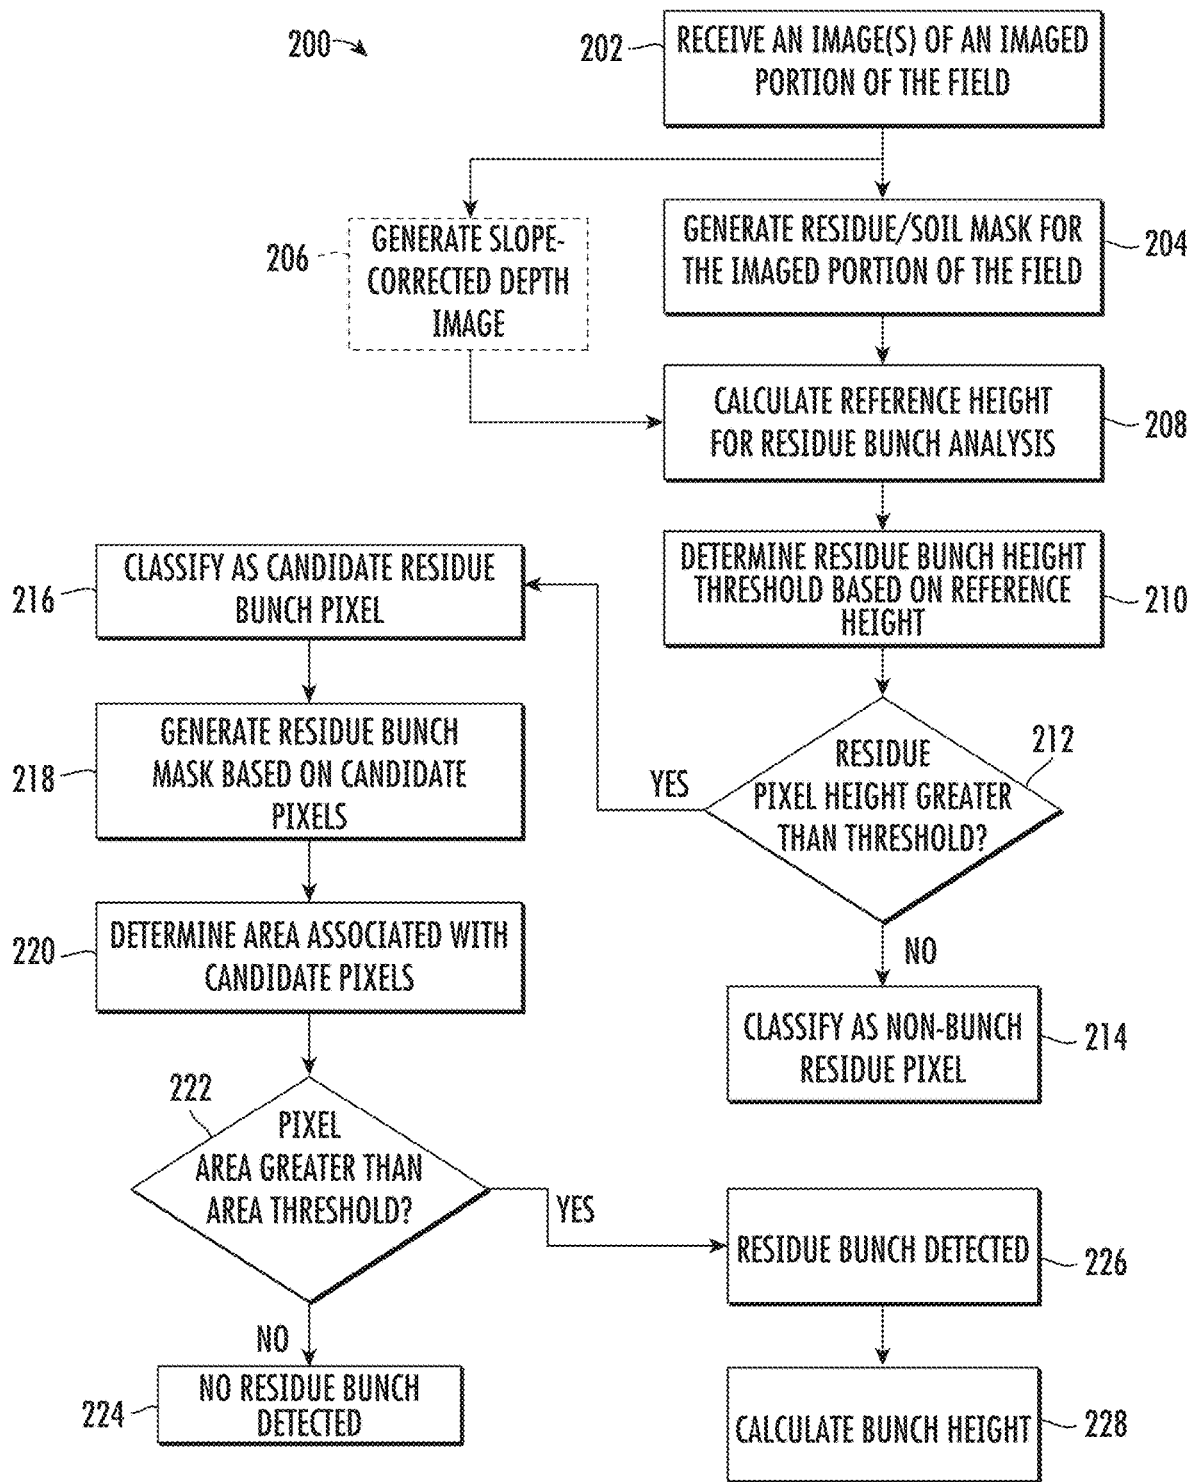 200
202
RECEIVE AN IMAGE(S) OF AN IMAGED
PORTION OF THE FIELD
206
GENERATE SLOPE-
CORRECTED DEPTH
IMAGE
GENERATE RESIDUE/SOIL MASK FOR
THE IMAGED PORTION OF THE FIELD
204
CALCULATE REFERENCE HEIGHT
FOR RESIDUE BUNCH ANALYSIS
208
DETERMINE RESIDUE BUNCH HEIGHT
THRESHOLD BASED ON REFERENCE
HEIGHT
210
RESIDUE
PIXEL HEIGHT GREATER
THAN THRESHOLD?
212
YES
NO
CLASSIFY AS NON-BUNCH
RESIDUE PIXEL
214
216
CLASSIFY AS CANDIDATE RESIDUE
BUNCH PIXEL
218
GENERATE RESIDUE BUNCH
MASK BASED ON CANDIDATE
PIXELS
220
DETERMINE AREA ASSOCIATED WITH
CANDIDATE PIXELS
222
PIXEL
AREA GREATER THAN
AREA THRESHOLD?
YES
NO
224
NO RESIDUE BUNCH
DETECTED
RESIDUE BUNCH DETECTED
226
CALCULATE BUNCH HEIGHT
228